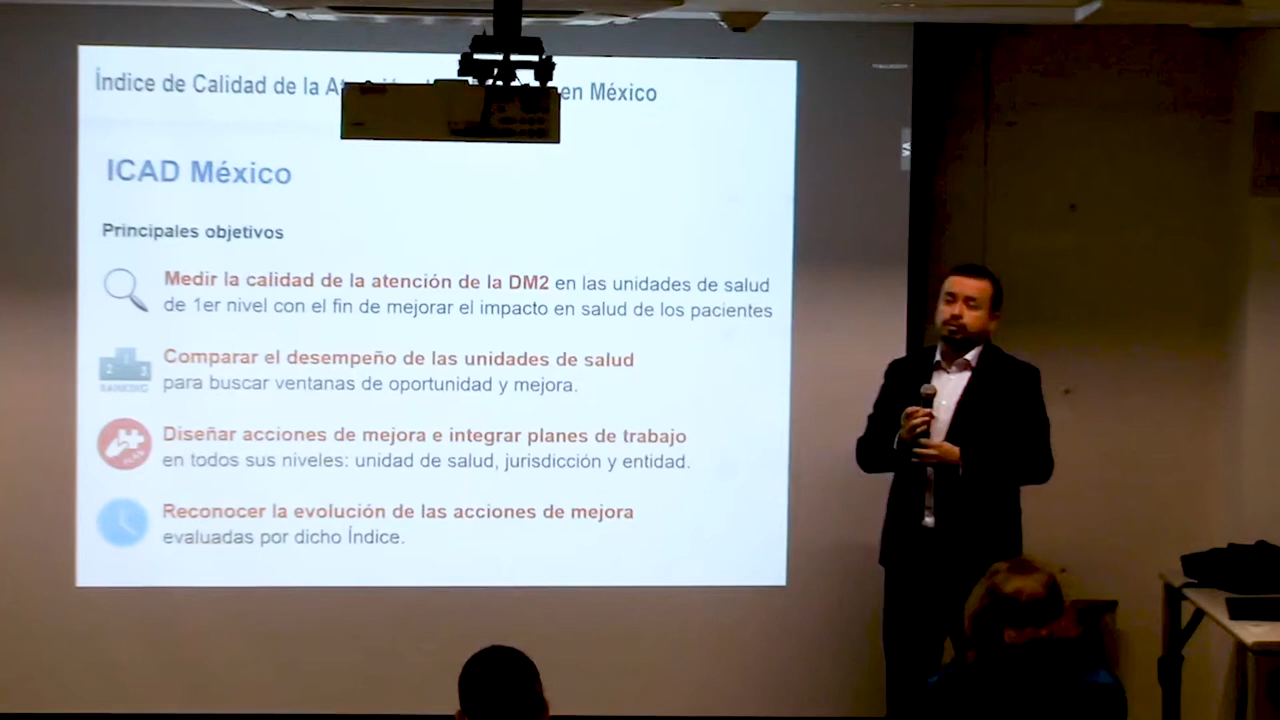 Índice de Calidad de la en México
ICAD México
Principales objetivos
Medir la calidad de la atención de la DM2 en las unidades de salud
de 1er nivel con el fin de mejorar el impacto en salud de los pacientes
Comparar el desempeño de las unidades de salud
para buscar ventanas de oportunidad y mejora.
RANKING
Diseñar acciones de mejora e integrar planes de trabajo
en todos sus niveles: unidad de salud, jurisdicción y entidad.
PLAN
Reconocer la evolución de las acciones de mejora
evaluadas por dicho Índice.